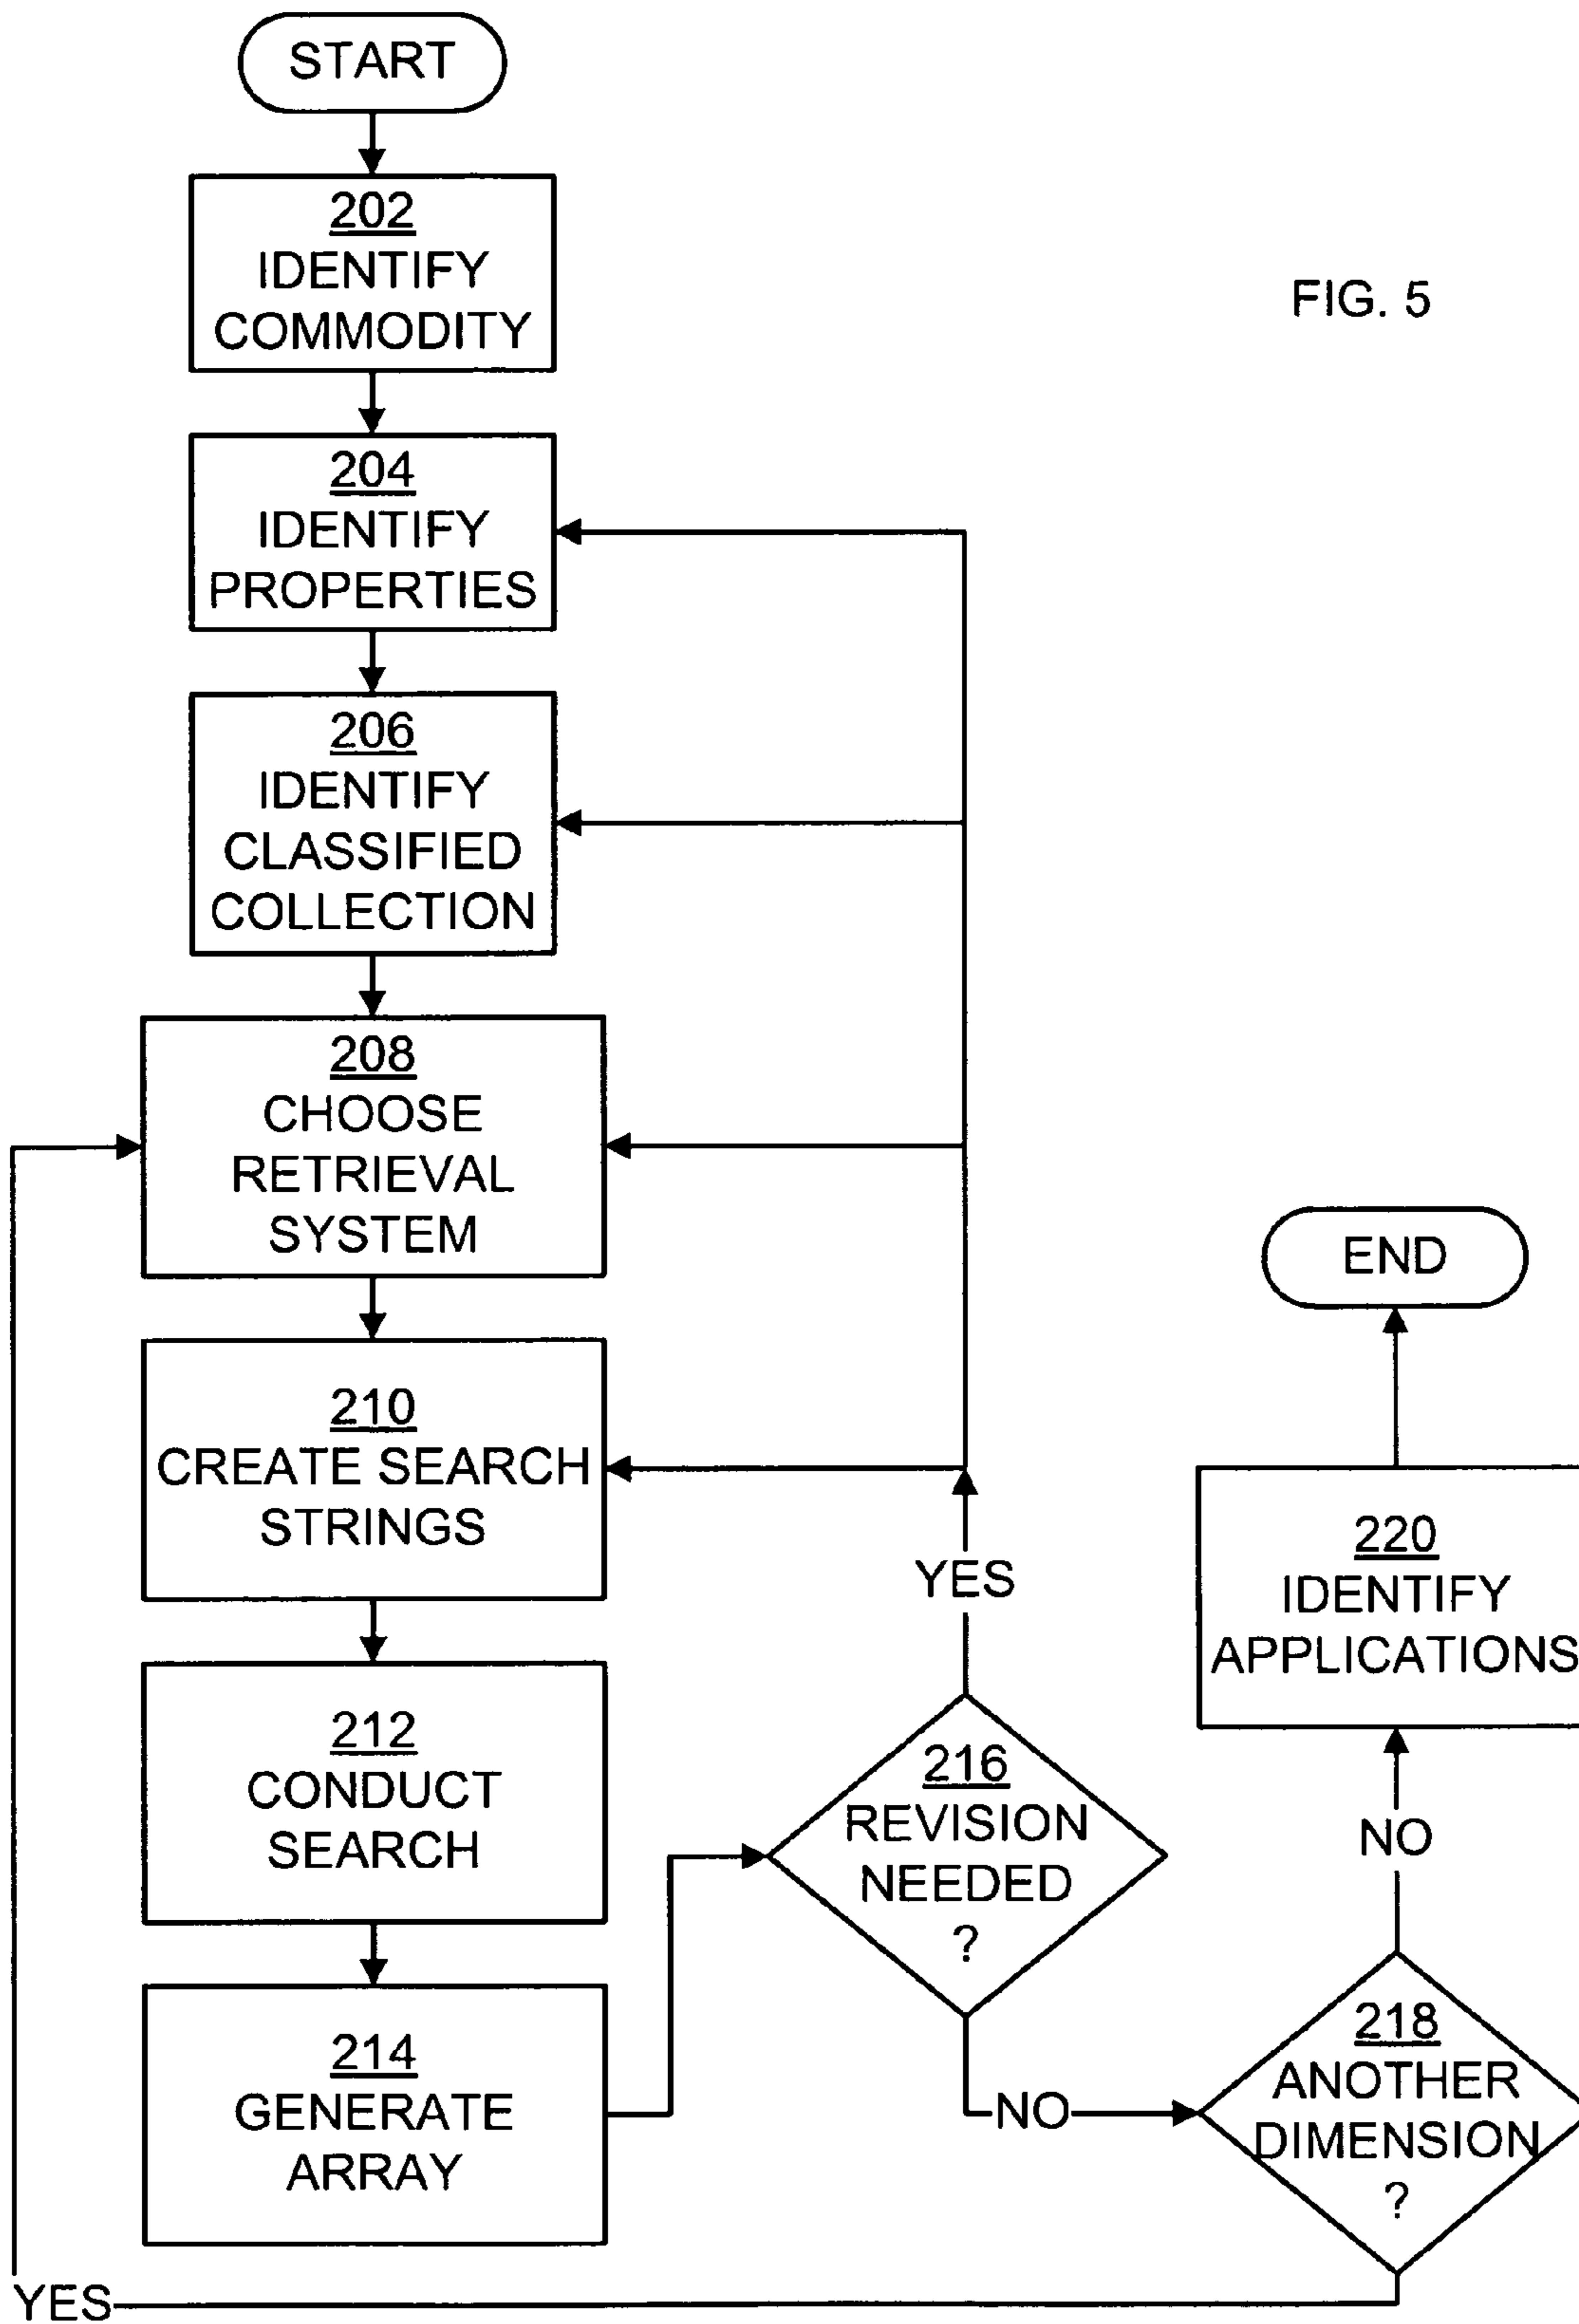 START
202
IDENTIFY
COMMODITY
FIG. 5
204
IDENTIFY
PROPERTIES
206
IDENTIFY
CLASSIFIED
COLLECTION
208
CHOOSE
RETRIEVAL
SYSTEM
210
CREATE SEARCH
STRINGS
212
CONDUCT
SEARCH
214
GENERATE
ARRAY
YES
216
REVISION
NEEDED
?
NO
END
220
IDENTIFY
APPLICATIONS
NO
218
ANOTHER
DIMENSION
?
YES